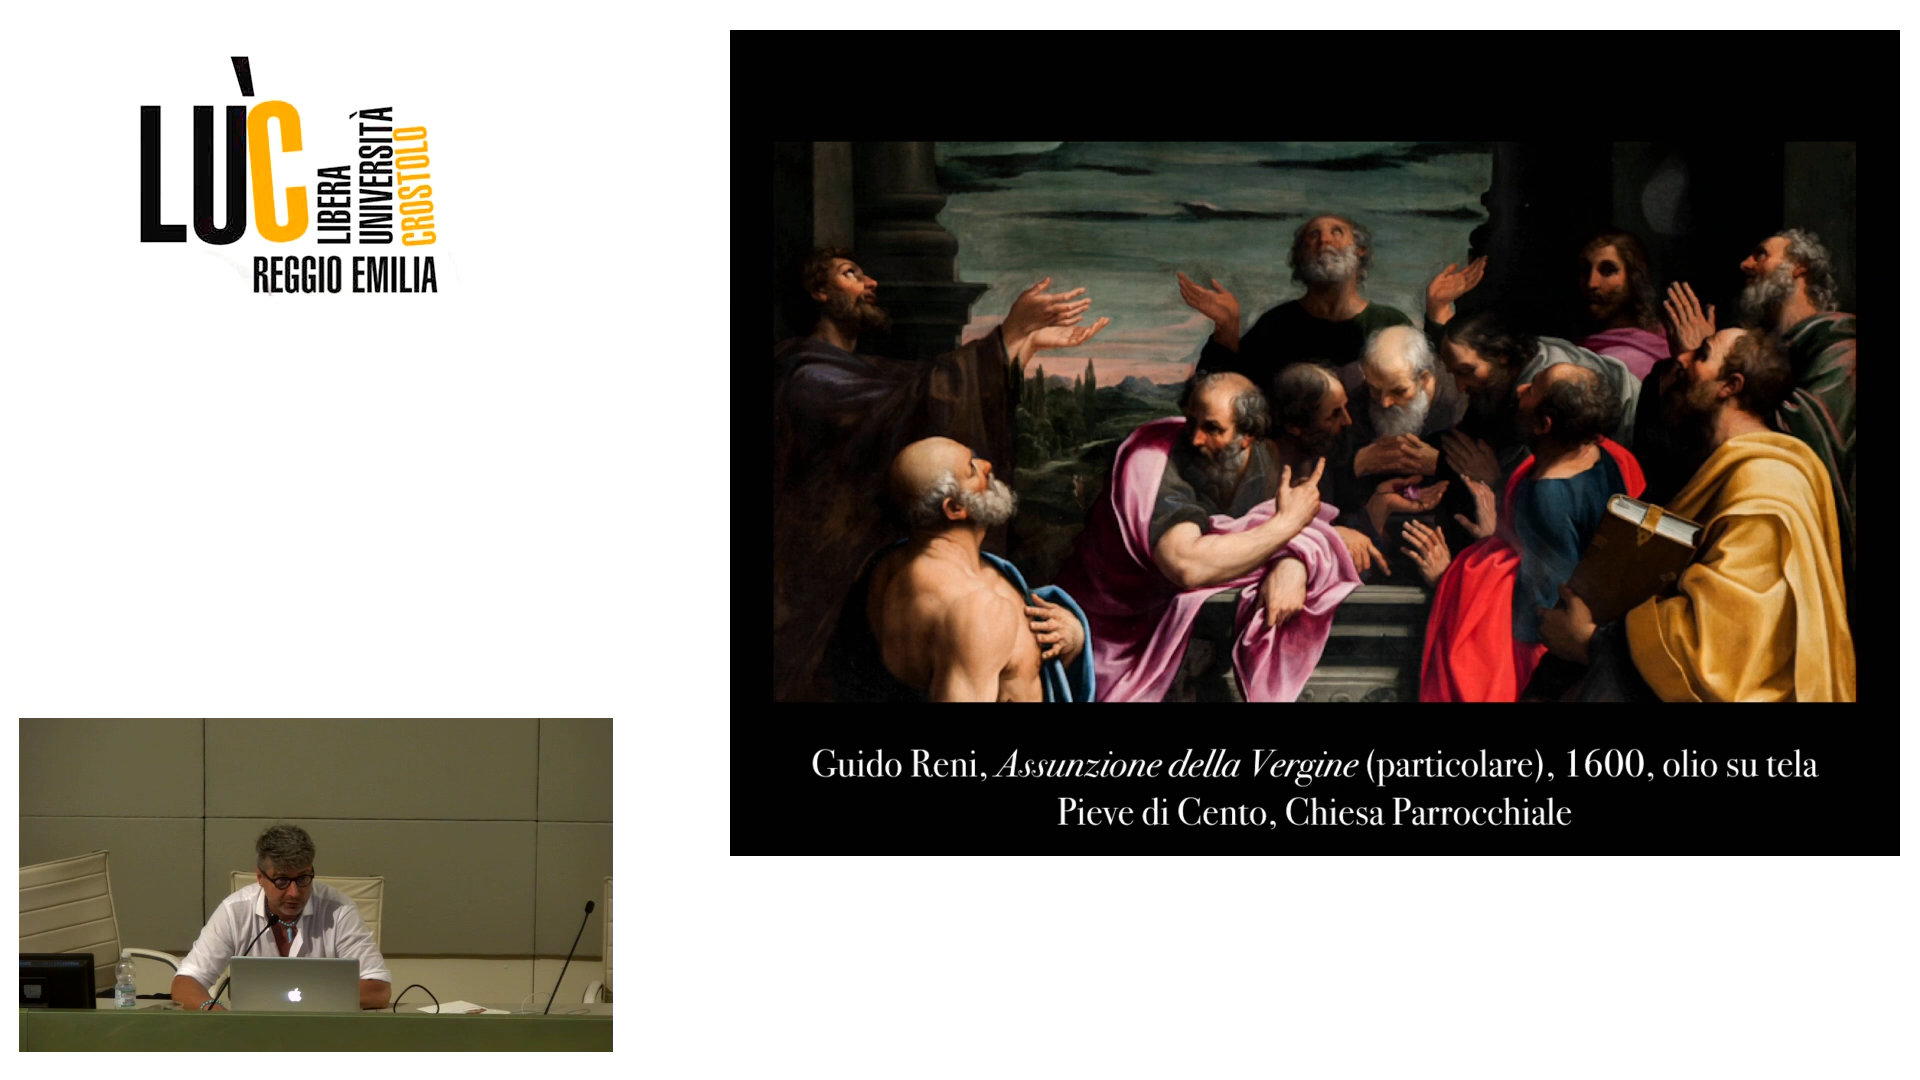 LÙC
LIBERA
UNIVERSITÀ
CROSTOLO
REGGIO EMILIA
Guido Reni, Assunzione della Vergine (particolare), 1600, olio su tela
Pieve di Cento, Chiesa Parrocchiale